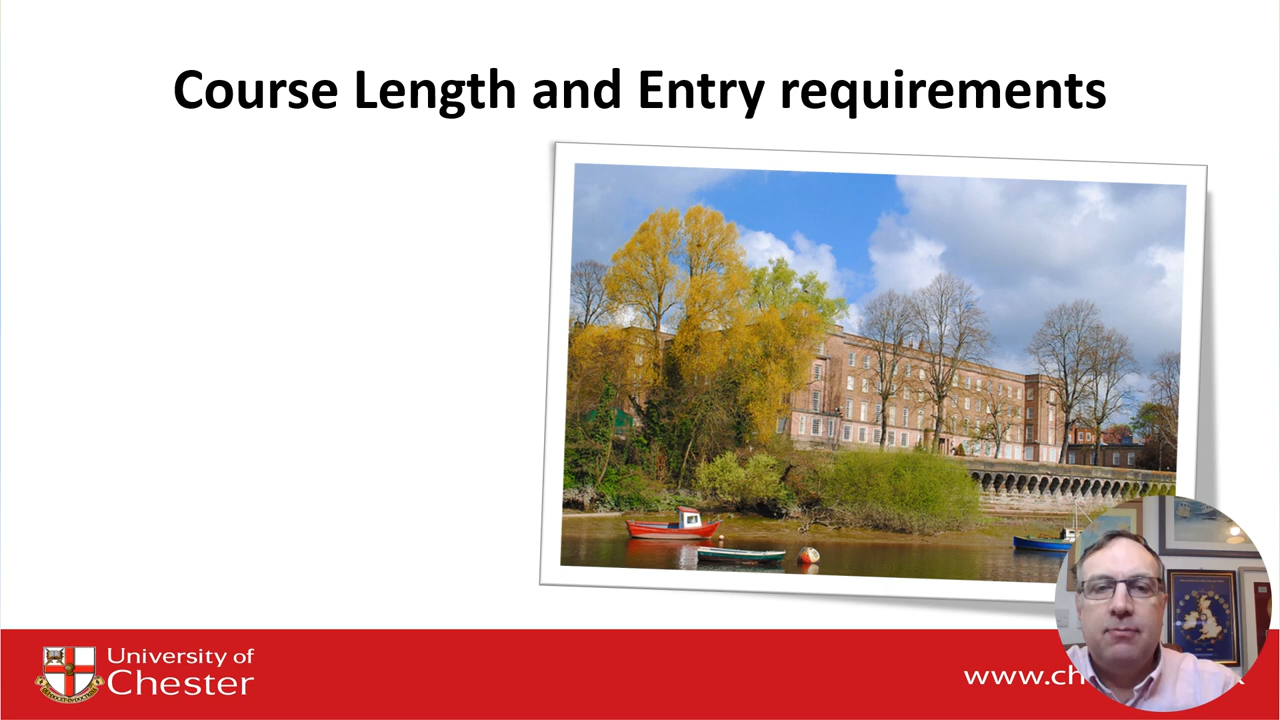 Course Length and Entry requirements
University of
Chester
www.ch